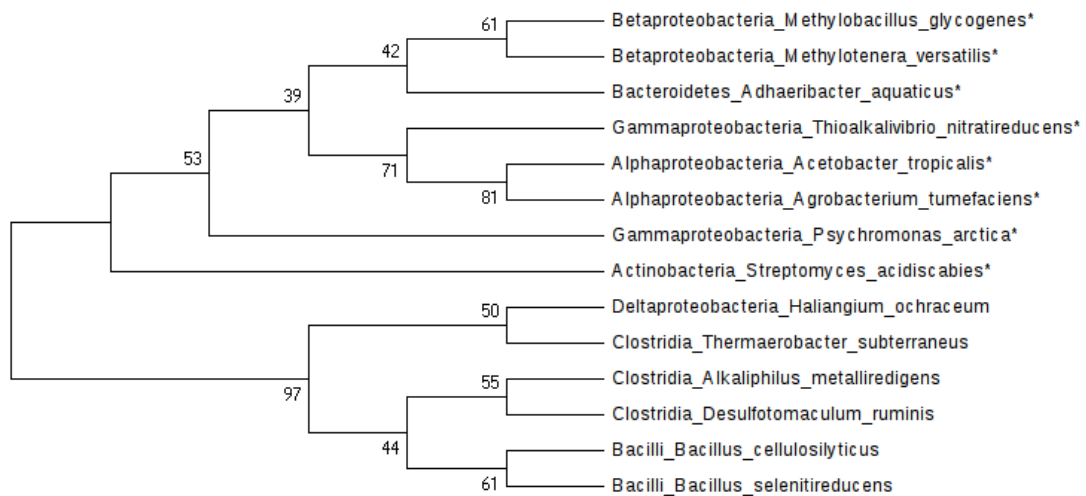 61
Betaproteobacteria_Methylobacillus_glycogenes*
42
Betaproteobacteria_Methylotenera_versatilis*
39
Bacteroidetes_Adhaeribacter_aquaticus*
Gammaproteobacteria_Thioalkalivibrio_nitratireducens*
53
71
Alphaproteobacteria_Acetobacter_tropicalis*
81
Alphaproteobacteria_Agrobacterium_tumefaciens*
Gammaproteobacteria_Psychromonas_arctica*
Actinobacteria_Streptomyces_acidiscabies*
50
Deltaproteobacteria_Haliangium_ochraceum
Clostridia_Thermaerobacter_subterraneus
97
55
Clostridia_Alkaliphilus_metalliredigens
Clostridia_Desulfotomaculum_ruminis
44
Bacilli_Bacillus_cellulosilyticus
61
Bacilli_Bacillus_selenitireducens